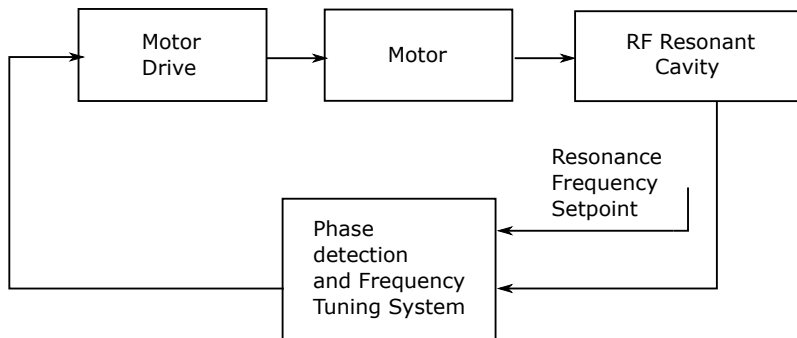 Motor
Drive
Motor
RF Resonant
Cavity
Resonance
Frequency
Setpoint
Phase
detection
and Frequency
Tuning System